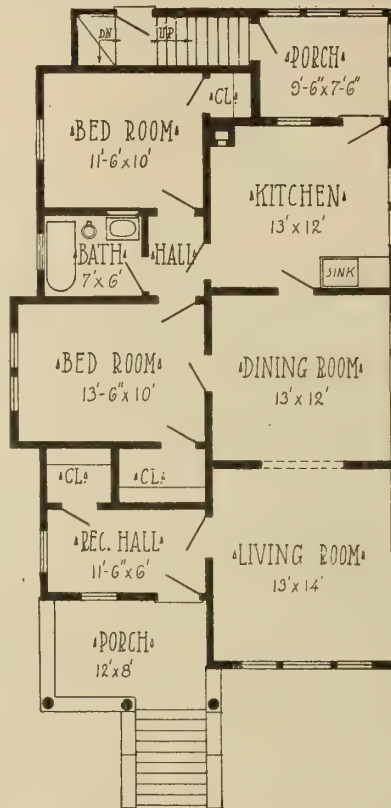 DN
UP
PORCH
9'-6"x7'-6"
CL.
BED ROOM
11'-6"x10'
KITCHEN
13'x12'
BATH
7'x6'
HALL
SINK
BED ROOM
13'-6"x10'
DINING ROOM
13'x12'
CL.
CL.
REC. HALL
11'-6"x6'
LIVING ROOM
13'x14'
PORCH
12'x8'